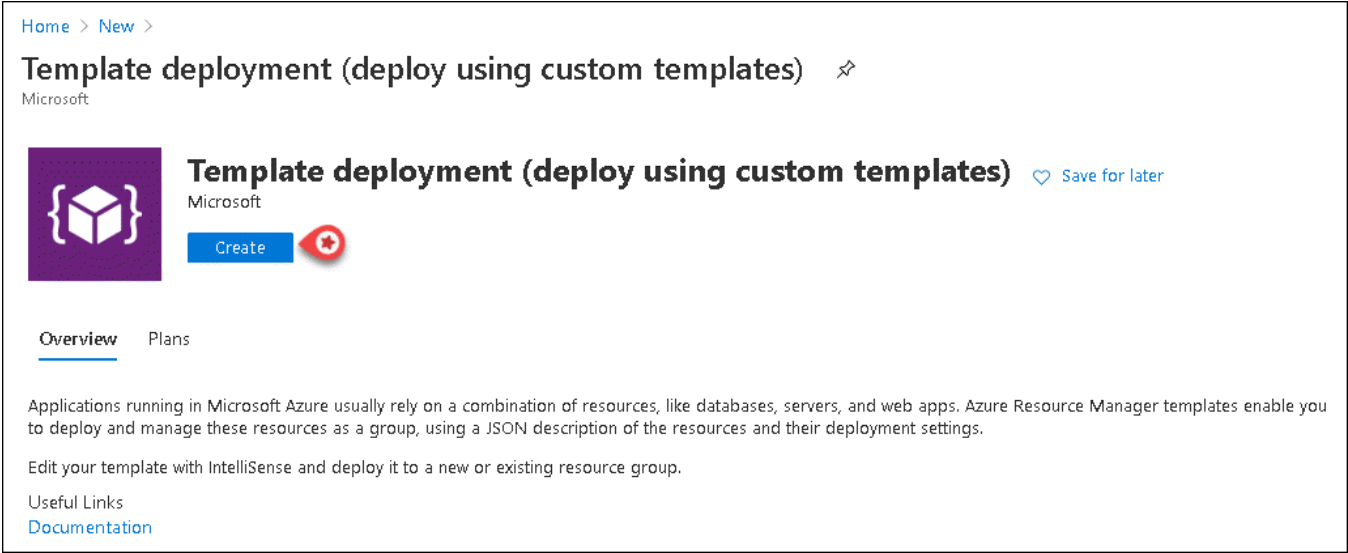 Home > New >
Template deployment (deploy using custom templates)
Microsoft
Template deployment (deploy using custom templates)
Save for later
Microsoft
Create
Overview Plans
Applications running in Microsoft Azure usually rely on a combination of resources, like databases, servers, and web apps. Azure Resource Manager templates enable you
to deploy and manage these resources as a group, using a JSON description of the resources and their deployment settings.
Edit your template with IntelliSense and deploy it to a new or existing resource group.
Useful Links
Documentation